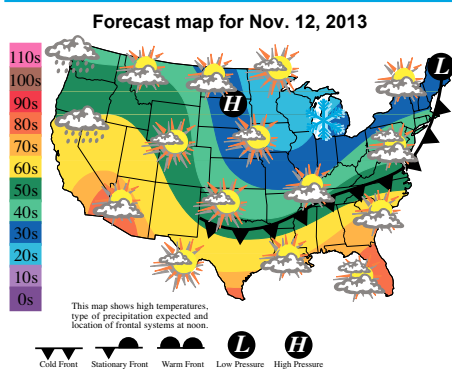 Forecast map for Nov. 12, 2013
110s
100s
90s
80s
70s
60s
50s
40s
30s
20s
10s
0s
L
H
This map shows high temperatures,
type of precipitation expected and
location of frontal systems at noon.
L
H
Cold Front Stationary Front Warm Front Low Pressure High Pressure